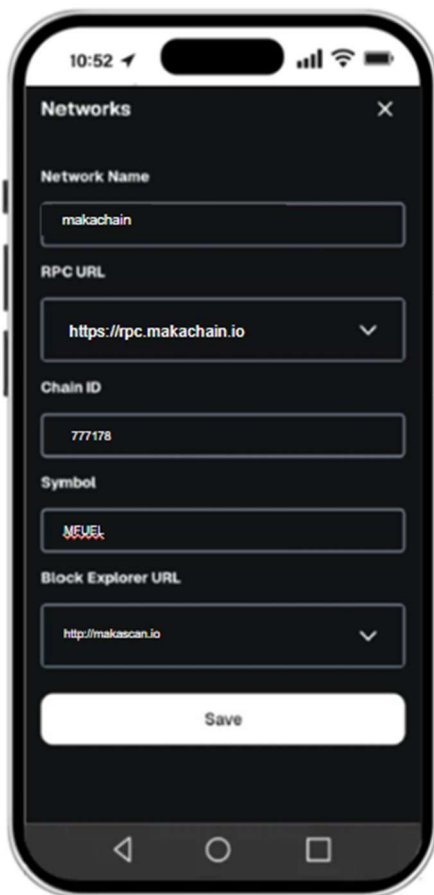 10:52
Networks
Network Name
makachain
RPC URL
https://rpc.makachain.io
Chain ID
777178
Symbol
MFUEL
Block Explorer URL
http://makascan.io
Save